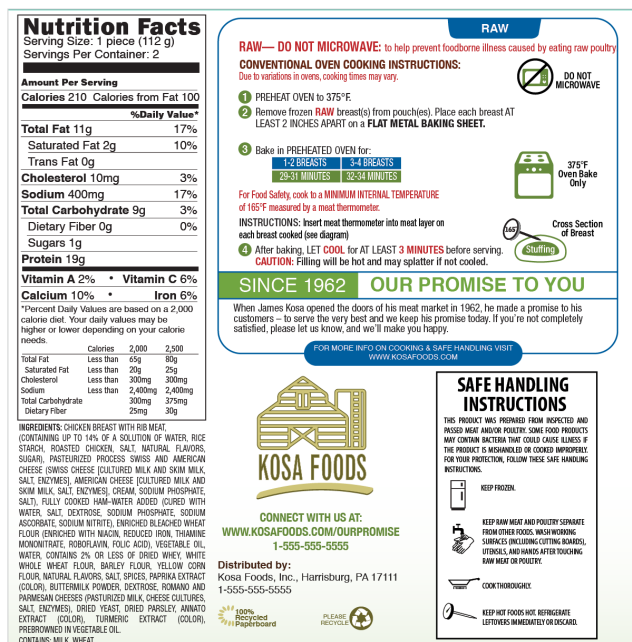 Nutrition Facts
Serving Size: 1 piece (112 g)
Servings Per Container: 2
Amount Per Serving
Calories 210 Calories from Fat 100
%Daily Value*
Total Fat 11g 17%
Saturated Fat 2g 10%
Trans Fat 0g
Cholesterol 10mg 3%
Sodium 400mg 17%
Total Carbohydrate 9g 3%
Dietary Fiber 0g 0%
Sugars 1g
Protein 19g
Vitamin A 2% • Vitamin C 6%
Calcium 10% • Iron 6%
*Percent Daily Values are based on a 2,000
calorie diet. Your daily values may be
higher or lower depending on your calorie
needs.
Calories 2,000 2,500
Total Fat Less than 65g 80g
Saturated Fat Less than 20g 25g
Cholesterol Less than 300mg 300mg
Sodium Less than 2,400mg 2,400mg
Total Carbohydrate 300mg 375mg
Dietary Fiber 25mg 30g
INGREDIENTS: CHICKEN BREAST WITH RIB MEAT,
(CONTAINING UP TO 14% OF A SOLUTION OF WATER, RICE
STARCH, ROASTED CHICKEN, SALT, NATURAL FLAVORS,
SUGAR), PASTEURIZED PROCESS SWISS AND AMERICAN
CHEESE (SWISS CHEESE [CULTURED MILK AND SKIM MILK,
SALT, ENZYMES], AMERICAN CHEESE [CULTURED MILK AND
SKIM MILK, SALT, ENZYMES], CREAM, SODIUM PHOSPHATE,
SALT), FULLY COOKED HAM–WATER ADDED (CURED WITH
WATER, SALT, DEXTROSE, SODIUM PHOSPHATE, SODIUM
ASCORBATE, SODIUM NITRITE), ENRICHED BLEACHED WHEAT
FLOUR (ENRICHED WITH NIACIN, REDUCED IRON, THIAMINE
MONONITRATE, ROBOFLAVIN, FOLIC ACID), VEGETABLE OIL,
WATER, CONTAINS 2% OR LESS OF DRIED WHEY, WHITE
WHOLE WHEAT FLOUR, BARLEY FLOUR, YELLOW CORN
FLOUR, NATURAL FLAVORS, SALT, SPICES, PAPRIKA EXTRACT
(COLOR), BUTTERMILK POWDER, DEXTROSE, ROMANO AND
PARMESAN CHEESES (PASTURIZED MILK, CHEESE CULTURES,
SALT, ENZYMES), DRIED YEAST, DRIED PARSLEY, ANNATO
EXTRACT (COLOR), TURMERIC EXTRACT (COLOR),
PREBROWNED IN VEGETABLE OIL.
CONTAINS: MILK, WHEAT
RAW
RAW— DO NOT MICROWAVE: to help prevent foodborne illness caused by eating raw poultry
CONVENTIONAL OVEN COOKING INSTRUCTIONS:
Due to variations in ovens, cooking times may vary.
DO NOT
MICROWAVE
1 PREHEAT OVEN to 375°F.
2 Remove frozen RAW breast(s) from pouch(es). Place each breast AT
LEAST 2 INCHES APART on a FLAT METAL BAKING SHEET.
3 Bake in PREHEATED OVEN for:
1-2 BREASTS 3-4 BREASTS
29-31 MINUTES 32-34 MINUTES
375°F
Oven Bake
Only
For Food Safety, cook to a MINIMUM INTERNAL TEMPERATURE
of 165°F measured by a meat thermometer.
INSTRUCTIONS: Insert meat thermometer into meat layer on
each breast cooked (see diagram)
165°
Cross Section
of Breast
Stuffing
4 After baking, LET COOL for AT LEAST 3 MINUTES before serving.
CAUTION: Filling will be hot and may splatter if not cooled.
SINCE 1962 OUR PROMISE TO YOU
When James Kosa opened the doors of his meat market in 1962, he made a promise to his
customers – to serve the very best and we keep his promise today. If you're not completely
satisfied, please let us know, and we'll make you happy.
FOR MORE INFO ON COOKING & SAFE HANDLING VISIT
WWW.KOSAFOODS.COM
KOSA FOODS
CONNECT WITH US AT:
WWW.KOSAFOODS.COM/OURPROMISE
1-555-555-5555
Distributed by:
Kosa Foods, Inc., Harrisburg, PA 17111
1-555-555-5555
100%
Recycled
Paperboard
PLEASE
RECYCLE
SAFE HANDLING
INSTRUCTIONS
THIS PRODUCT WAS PREPARED FROM INSPECTED AND
PASSED MEAT AND/OR POULTRY. SOME FOOD PRODUCTS
MAY CONTAIN BACTERIA THAT COULD CAUSE ILLNESS IF
THE PRODUCT IS MISHANDLED OR COOKED IMPROPERLY.
FOR YOUR PROTECTION, FOLLOW THESE SAFE HANDLING
INSTRUCTIONS.
KEEP FROZEN.
KEEP RAW MEAT AND POULTRY SEPARATE
FROM OTHER FOODS. WASH WORKING
SURFACES (INCLUDING CUTTING BOARDS),
UTENSILS, AND HANDS AFTER TOUCHING
RAW MEAT OR POULTRY.
COOK THOROUGHLY.
KEEP HOT FOODS HOT. REFRIGERATE
LEFTOVERS IMMEDIATELY OR DISCARD.